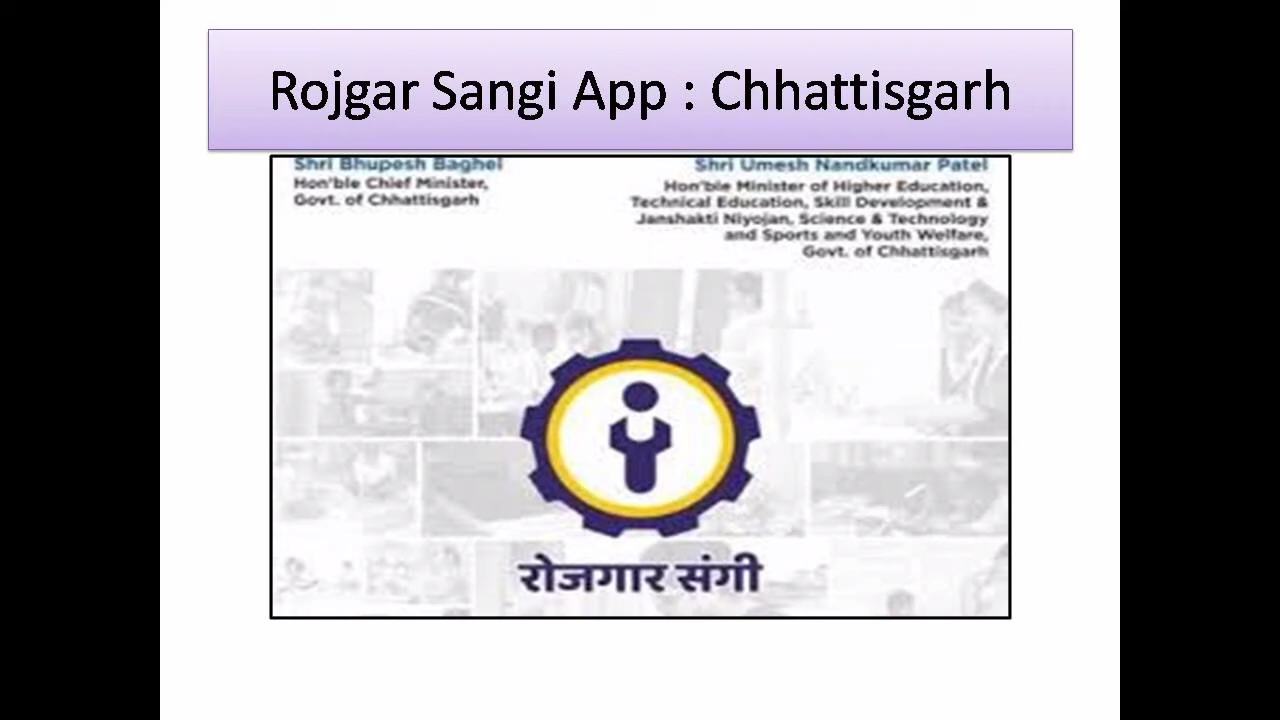 Rojgar Sangi App : Chhattisgarh
Shri Bhupesh Baghel
Hon'ble Chief Minister,
Govt. of Chhattisgarh
Shri Umesh Nandkumar Patel
Hon'ble Minister of Higher Education,
Technical Education, Skill Development &
Janshakti Niyojan, Science & Technology
and Sports and Youth Welfare,
Govt. of Chhattisgarh
रोजगार संगी